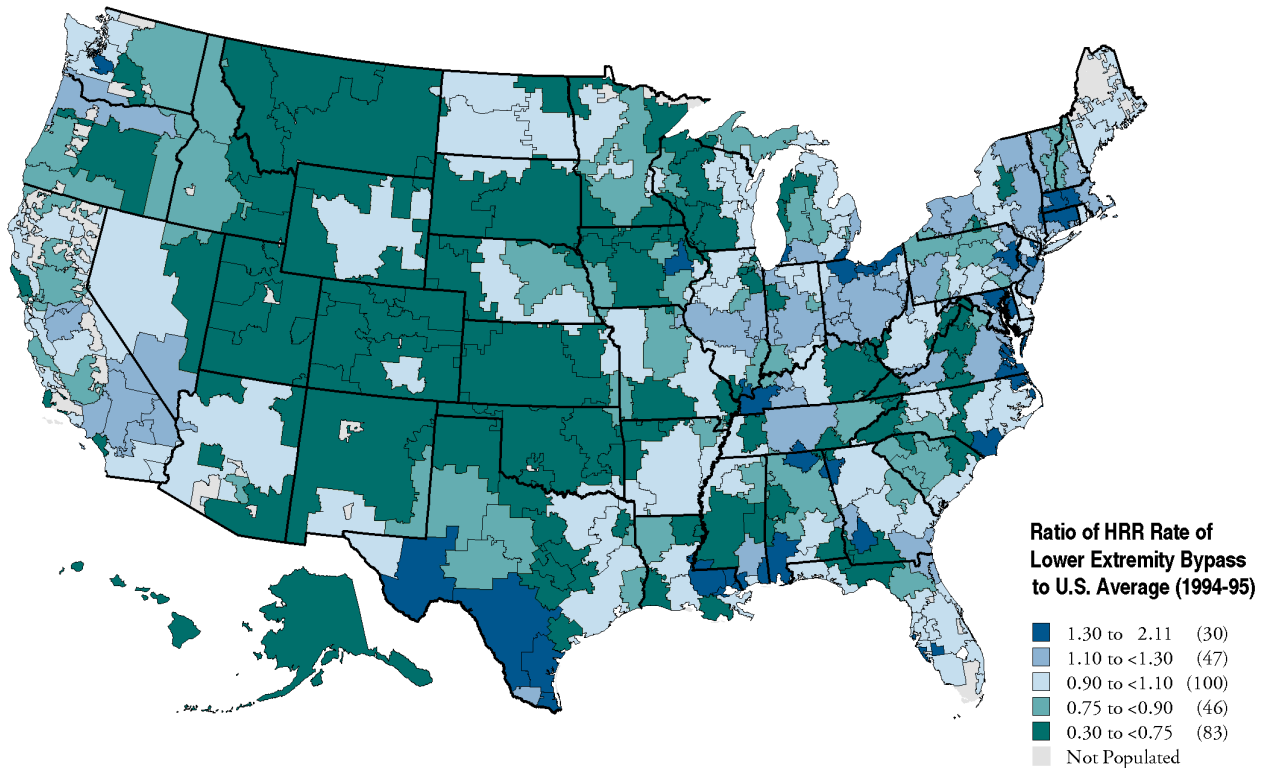 Ratio of HRR Rate of
Lower Extremity Bypass
to U.S. Average (1994-95)
1.30 to 2.11 (30)
1.10 to <1.30 (47)
0.90 to <1.10 (100)
0.75 to <0.90 (46)
0.30 to <0.75 (83)
Not Populated